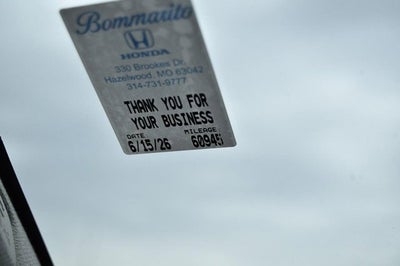 Bommarito
HONDA
330 Brookes Dr.
Hazelwood, MO 63042
314-731-9777
THANK YOU FOR
YOUR BUSINESS
DATE MILEAGE
6/15/26 60945